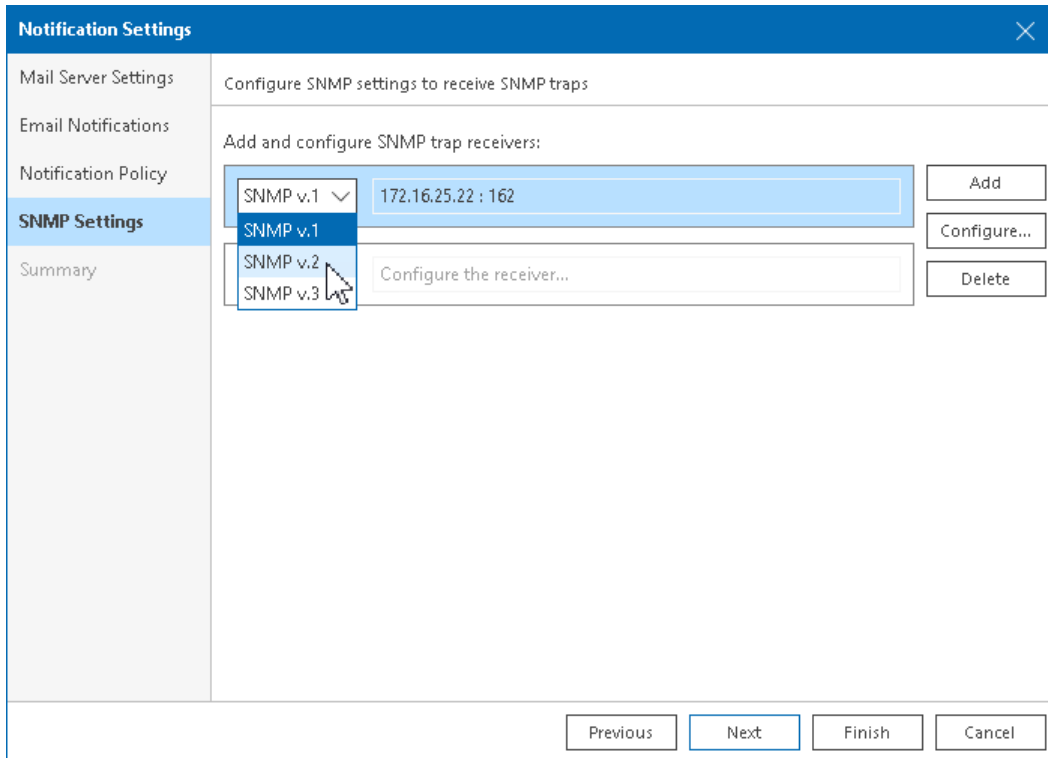 Notification Settings
Mail Server Settings
Email Notifications
Notification Policy
SNMP Settings
Summary
Configure SNMP settings to receive SNMP traps
Add and configure SNMP trap receivers:
SNMP v.1
172.16.25.22 : 162
SNMP v.1
SNMP v.2
SNMP v.3
Configure the receiver...
Add
Configure...
Delete
Previous
Next
Finish
Cancel